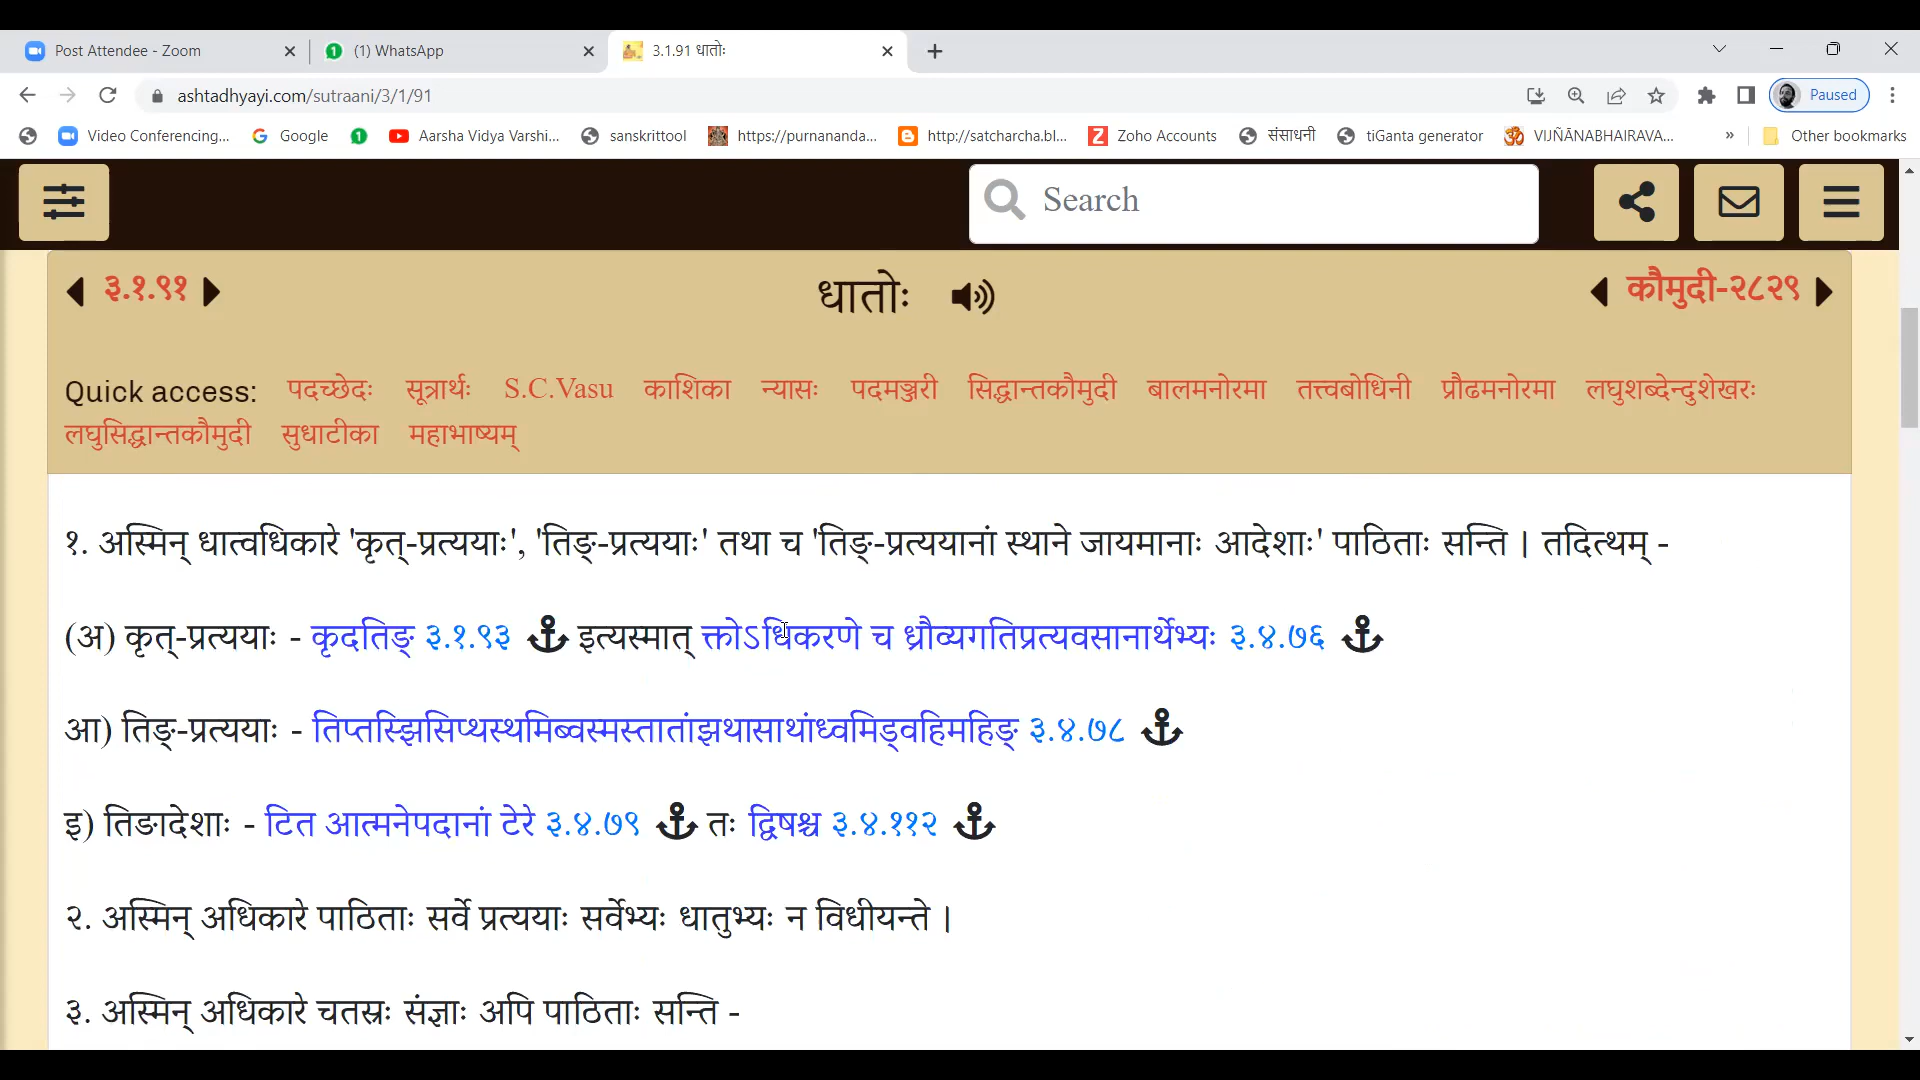 Post Attendee - Zoom
(1) WhatsApp
3.1.91 धातोः
ashtadhyayi.com/sutraani/3/1/91
Paused
Video Conferencing...
Google
Aarsha Vidya Varshi...
sanskrittool
https://purnananda...
http://satcharcha.bl...
Zoho Accounts
संसाधनी
tiGanta generator
VIJÑĀNABHAIRAVA...
»
Other bookmarks
Search
३.१.९१
धातोः
कौमुदी-२८२९
Quick access: पदच्छेदः सूत्रार्थः S.C.Vasu काशिका न्यासः पदमञ्जरी सिद्धान्तकौमुदी बालमनोरमा तत्त्वबोधिनी प्रौढमनोरमा लघुशब्देन्दुशेखरः
लघुसिद्धान्तकौमुदी सुधाटीका महाभाष्यम्
१. अस्मिन् धात्वधिकारे 'कृत्-प्रत्ययाः', 'तिङ्-प्रत्ययाः' तथा च 'तिङ्-प्रत्ययानां स्थाने जायमानाः आदेशाः' पाठिताः सन्ति । तदित्थम् -
(अ) कृत्-प्रत्ययाः - कृदतिङ् ३.१.९३ इत्यस्मात् क्तोऽधिकरणे च ध्रौव्यगतिप्रत्यवसानार्थेभ्यः ३.४.७६
आ) तिङ्-प्रत्ययाः - तिप्तस्झिसिप्थस्थमिब्वस्मस्तातांझथासाथांध्वमिड्वहिमहिङ् ३.४.७८
इ) तिङादेशाः - टित आत्मनेपदानां टेरे ३.४.७९ तः द्विषश्च ३.४.११२
२. अस्मिन् अधिकारे पाठिताः सर्वे प्रत्ययाः सर्वेभ्यः धातुभ्यः न विधीयन्ते ।
३. अस्मिन् अधिकारे चतस्रः संज्ञाः अपि पाठिताः सन्ति -